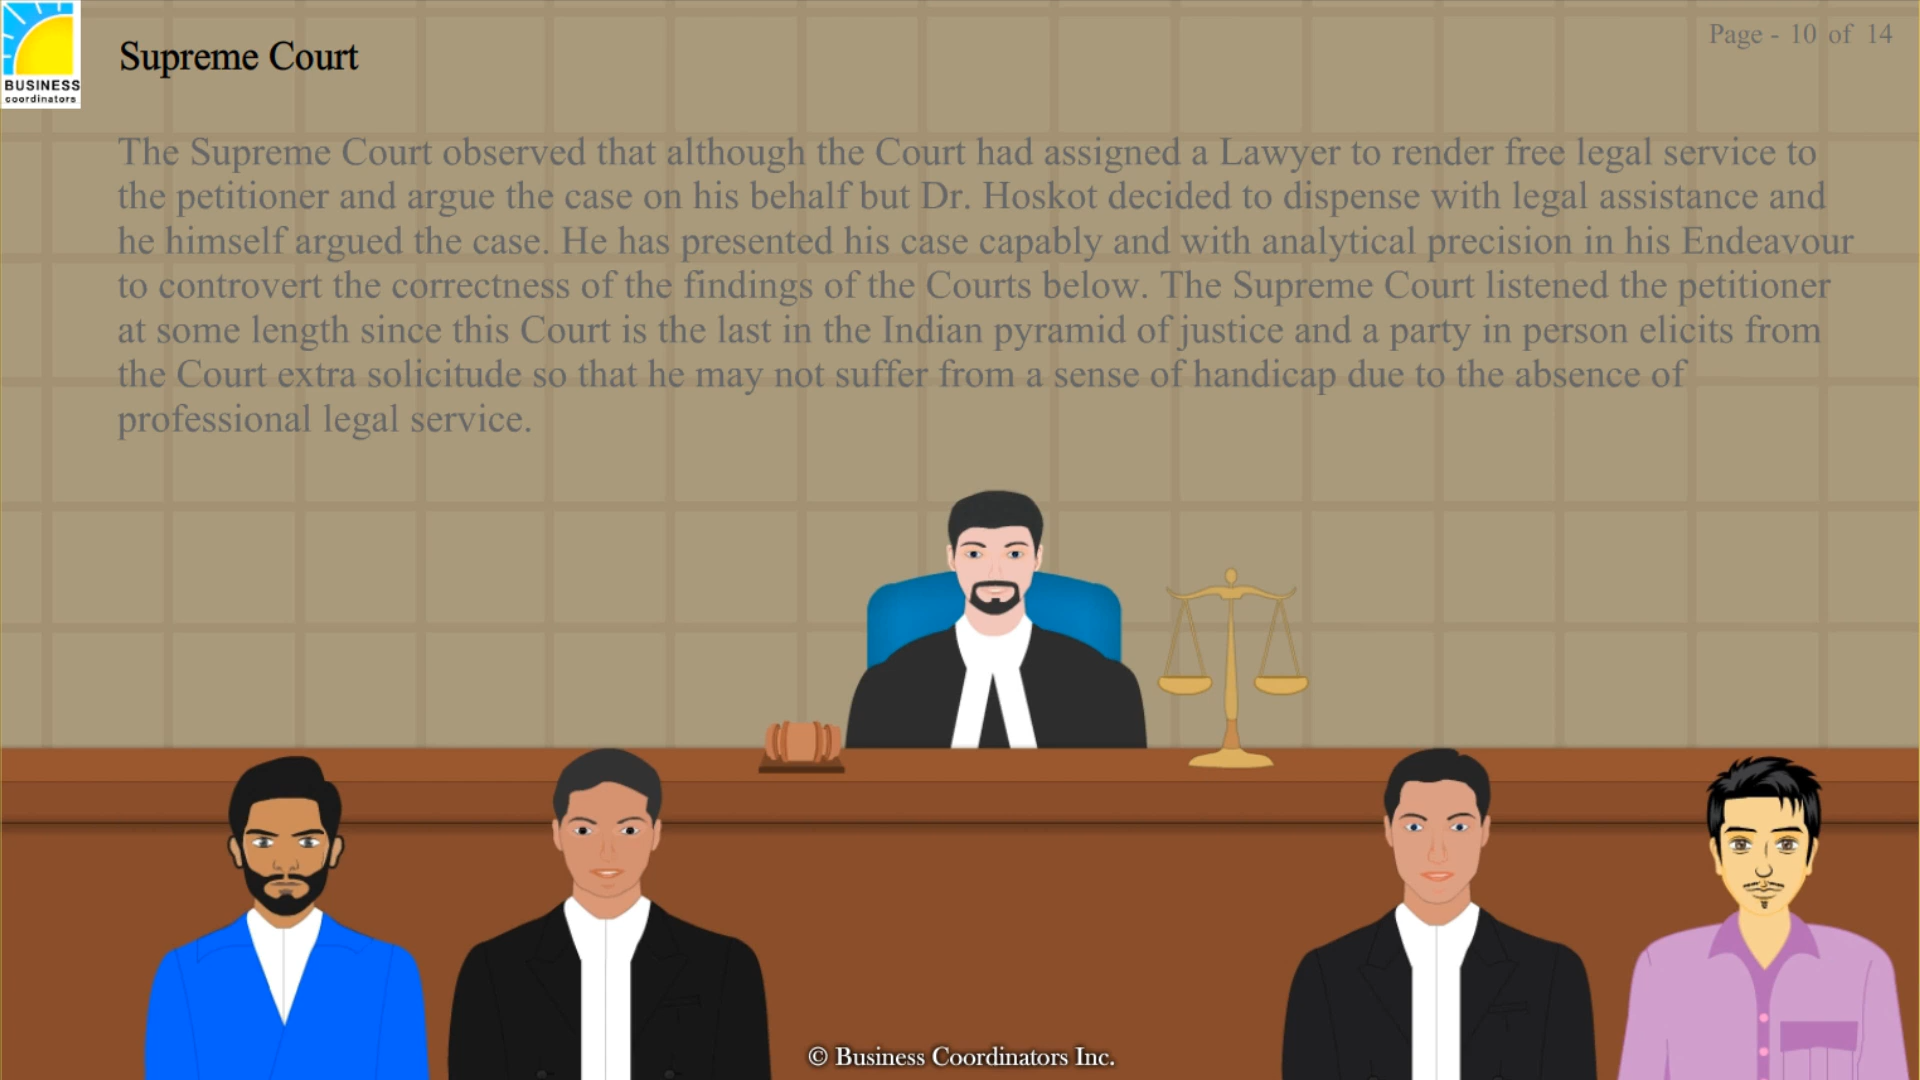 BUSINESS
coordinators
Supreme Court
Page - 10 of 14
The Supreme Court observed that although the Court had assigned a Lawyer to render free legal service to
the petitioner and argue the case on his behalf but Dr. Hoskot decided to dispense with legal assistance and
he himself argued the case. He has presented his case capably and with analytical precision in his Endeavour
to controvert the correctness of the findings of the Courts below. The Supreme Court listened the petitioner
at some length since this Court is the last in the Indian pyramid of justice and a party in person elicits from
the Court extra solicitude so that he may not suffer from a sense of handicap due to the absence of
professional legal service.
© Business Coordinators Inc.